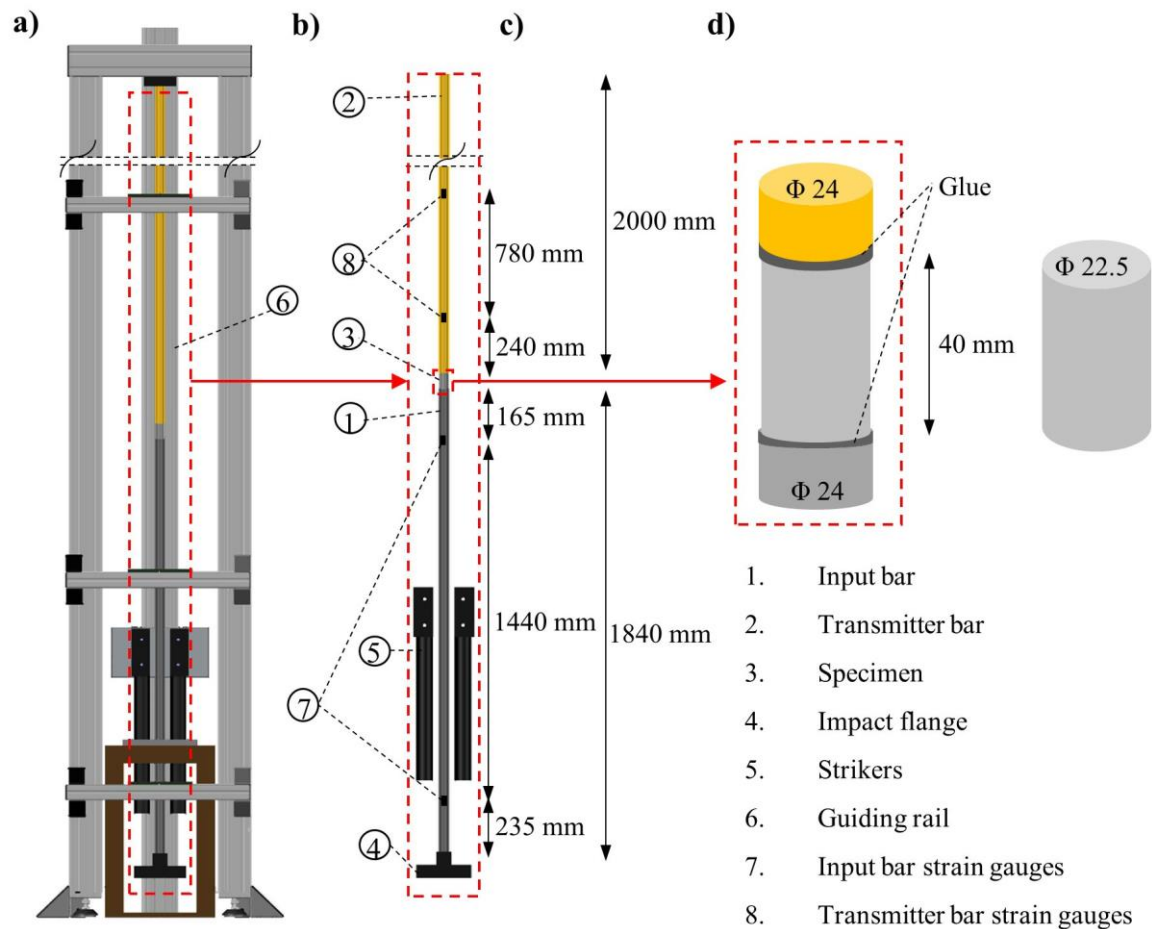 a)
b)
c)
d)
2
8
3
1
5
7
4
6
780 mm
240 mm
165 mm
1440 mm
235 mm
2000 mm
1840 mm
Φ 24
Glue
40 mm
Φ 24
Φ 22.5
1. Input bar
2. Transmitter bar
3. Specimen
4. Impact flange
5. Strikers
6. Guiding rail
7. Input bar strain gauges
8. Transmitter bar strain gauges